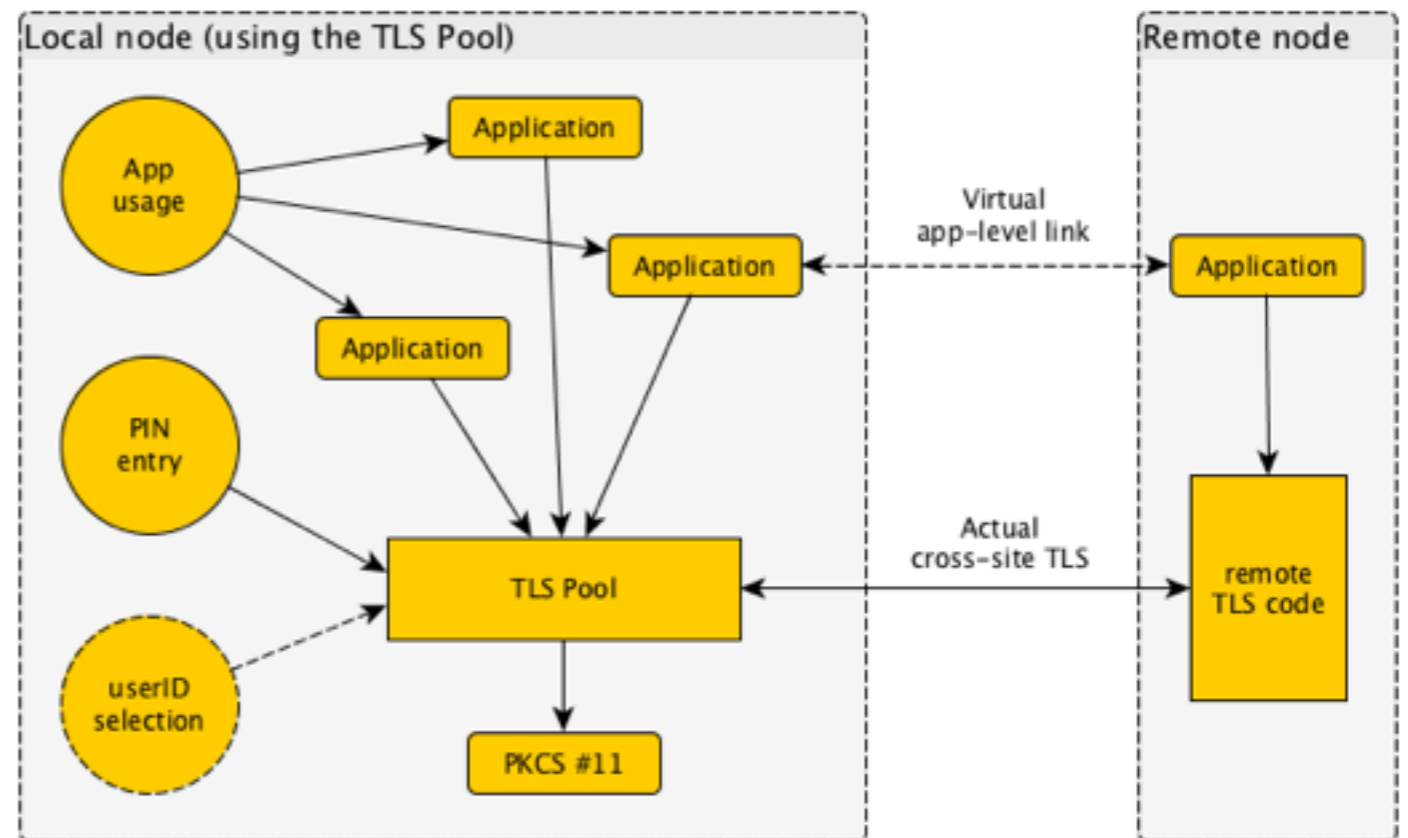 Local node (using the TLS Pool)
Remote node
Application
App
usage
Virtual
app-level link
Application
Application
Application
PIN
entry
Actual
cross-site TLS
TLS Pool
remote
TLS code
userID
selection
PKCS #11